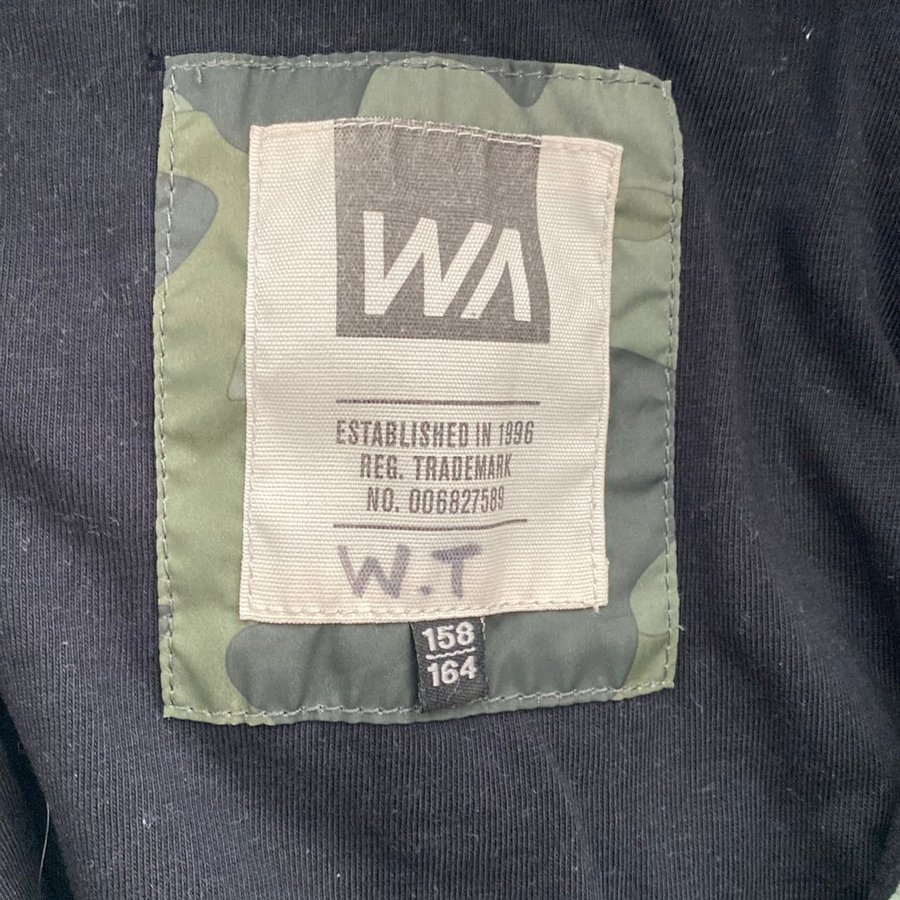 WA
ESTABLISHED IN 1996
REG. TRADEMARK
NO. 006827589
W.T
158
164